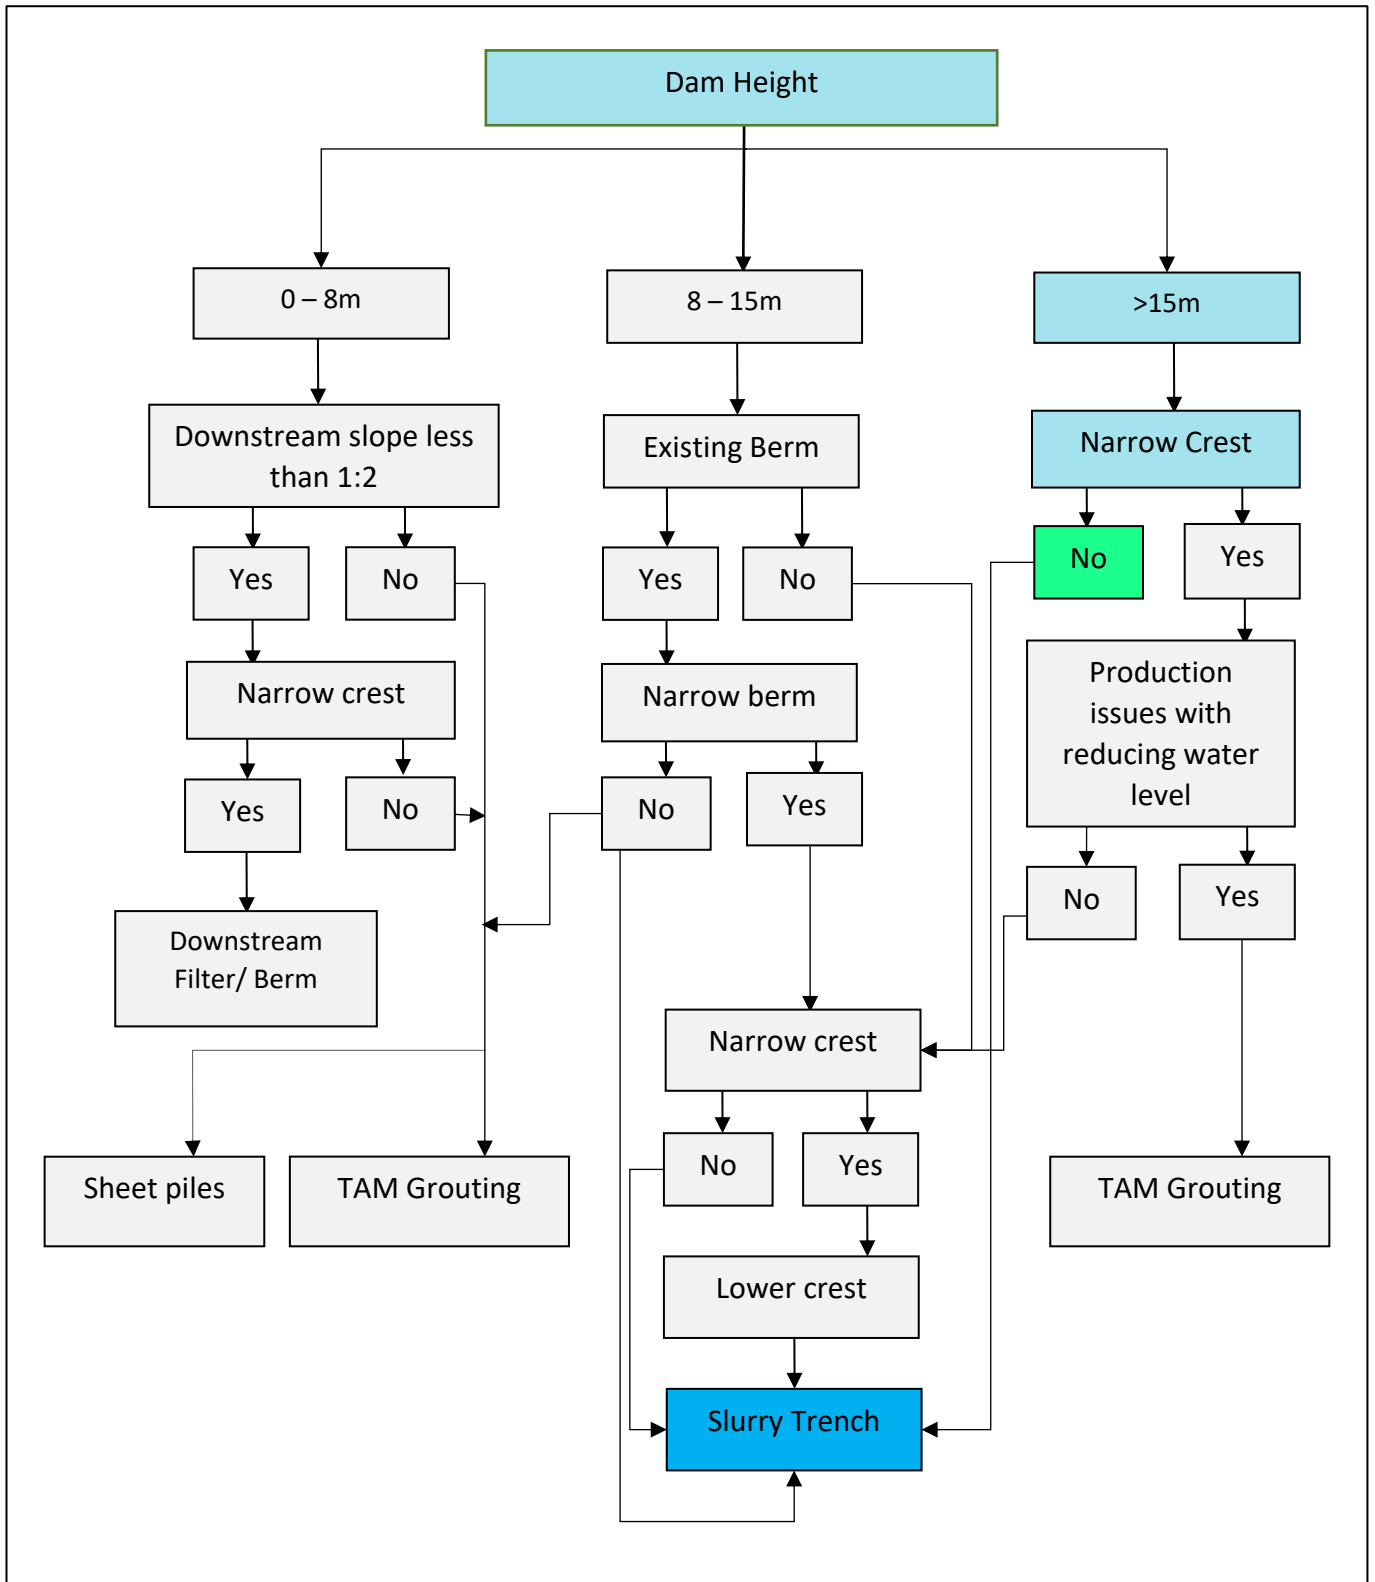 Dam Height
0 – 8m
8 – 15m
>15m
Downstream slope less
than 1:2
Existing Berm
Narrow Crest
Yes
No
Yes
No
No
Yes
Narrow crest
Narrow berm
Production
issues with
reducing water
level
Yes
No
No
Yes
No
Yes
Downstream
Filter/ Berm
Narrow crest
No
Yes
Sheet piles
TAM Grouting
TAM Grouting
Lower crest
Slurry Trench